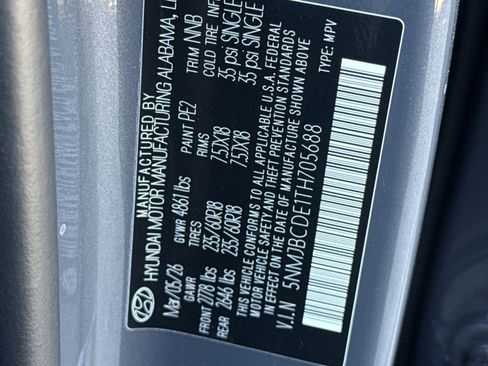 MANUFACTURED BY
HYUNDAI MOTOR MANUFACTURING ALABAMA,
Mar/05/26 GVWR 4861 lbs PAINT PE2 TRIM NNB
GAWR TIRES RIMS COLD TIRE INF
FRONT 2778 lbs 235/60R18 7.5JX18 35 psi SINGLE
REAR 2640 lbs 235/60R18 7.5JX18 35 psi SINGLE
THIS VEHICLE CONFORMS TO ALL APPLICABLE U.S.A. FEDERAL
MOTOR VEHICLE SAFETY AND THEFT PREVENTION STANDARDS
IN EFFECT ON THE DATE OF MANUFACTURE SHOWN ABOVE
V.I.N 5NMJBCDE1TH705688 TYPE: MPV